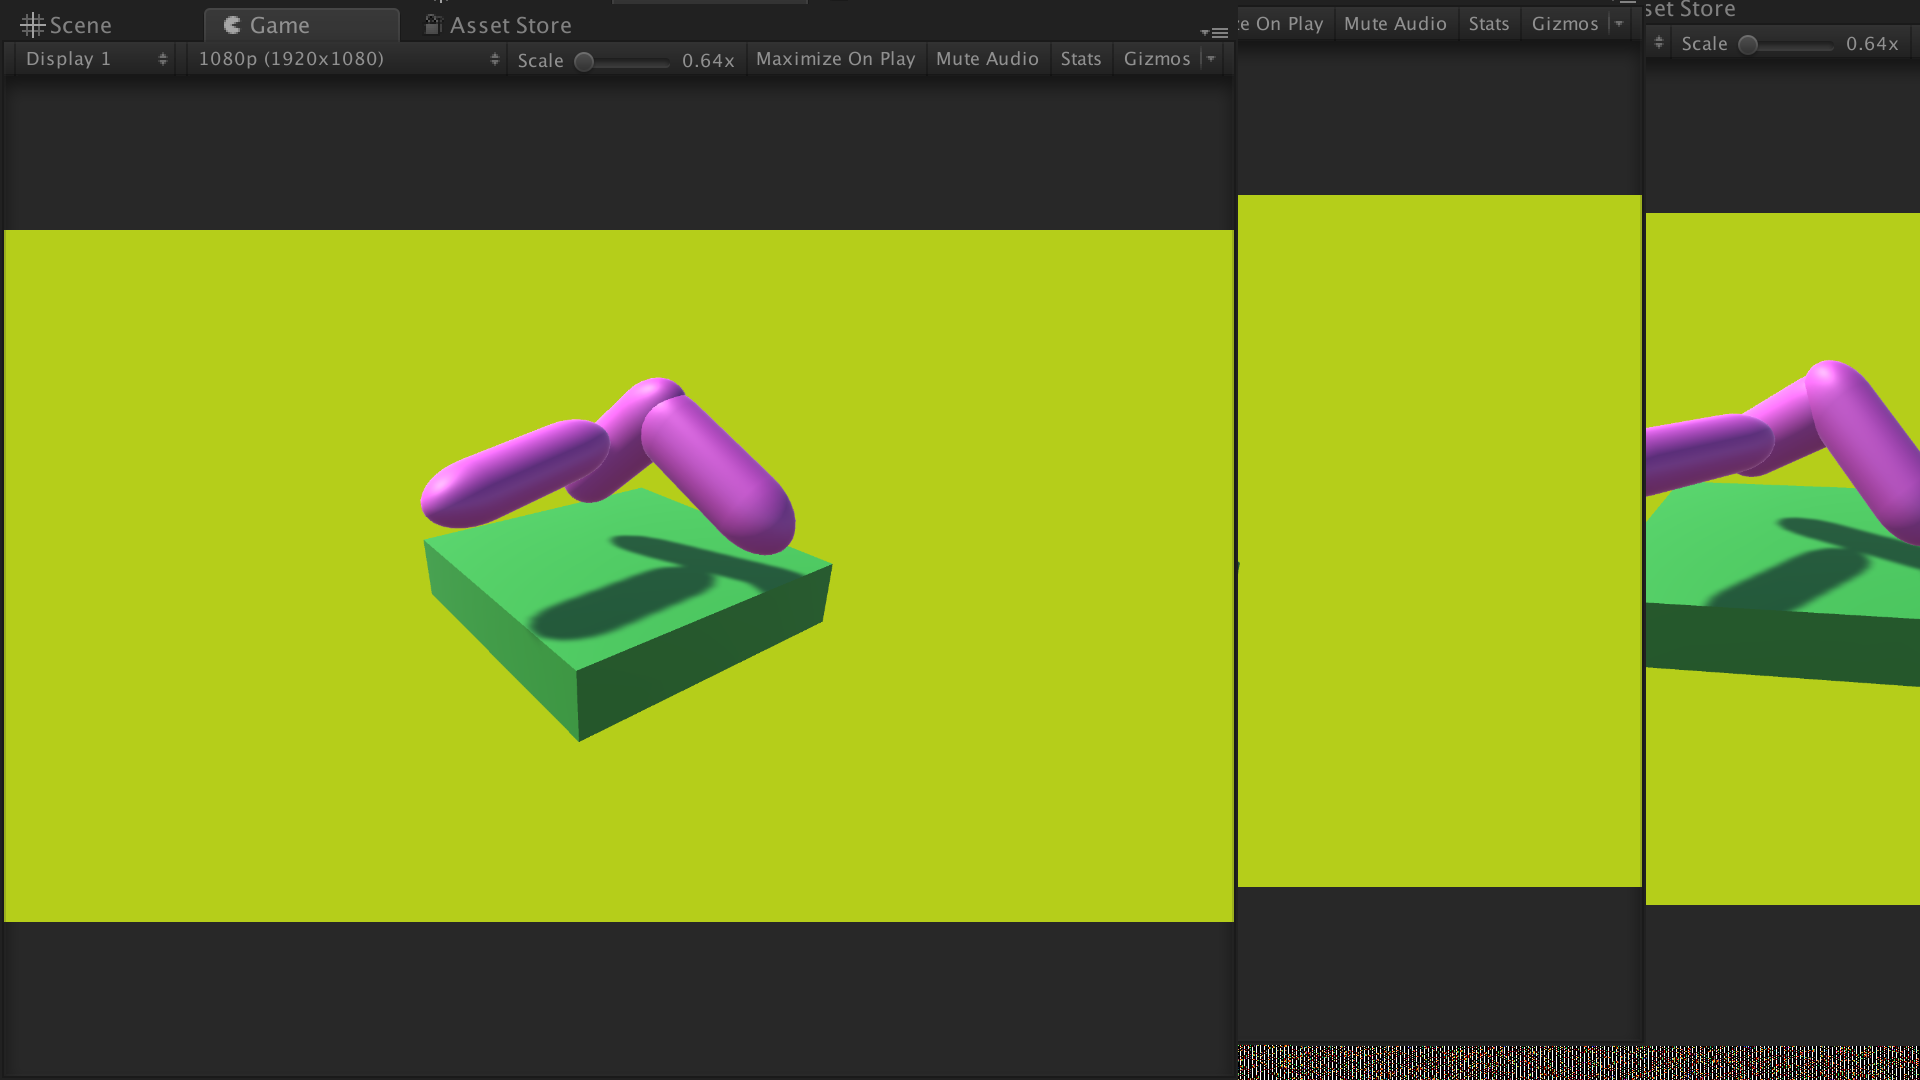 Scene Game Asset Store
Display 1 1080p (1920x1080) Scale 0.64x Maximize On Play Mute Audio Stats Gizmos
On Play Mute Audio Stats Gizmos
Store
Scale 0.64x